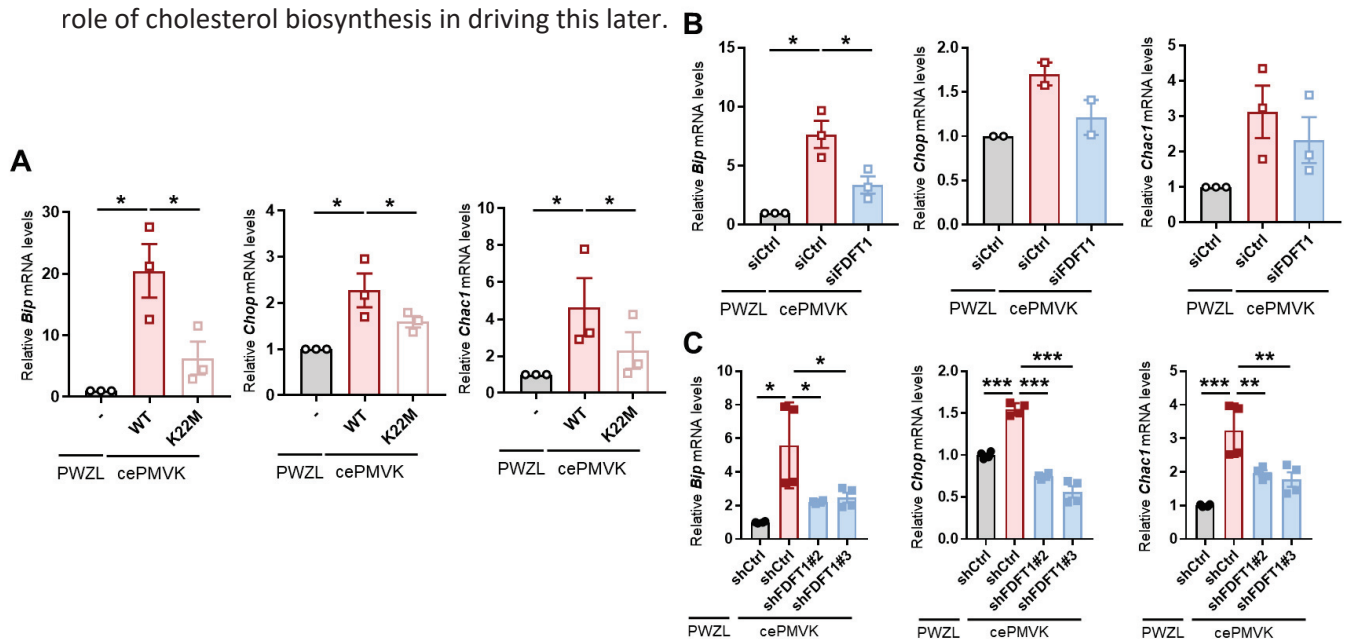 role of cholesterol biosynthesis in driving this later.
A
Relative Bip mRNA levels
30
20
10
0
* *
- WT K22M
PWZL cePMVK
Relative Chop mRNA levels
4
3
2
1
0
* *
- WT K22M
PWZL cePMVK
Relative Chac1 mRNA levels
10
8
6
4
2
0
* *
- WT K22M
PWZL cePMVK
B
Relative Bip mRNA levels
15
10
5
0
* *
siCtrl siCtrl siFDFT1
PWZL cePMVK
Relative Chop mRNA levels
2.0
1.5
1.0
0.5
0.0
siCtrl siCtrl siFDFT1
PWZL cePMVK
Relative Chac1 mRNA levels
5
4
3
2
1
0
siCtrl siCtrl siFDFT1
PWZL cePMVK
C
Relative Bip mRNA levels
10
8
6
4
2
0
*
* *
shCtrl shCtrl shFDFT1#2 shFDFT1#3
PWZL cePMVK
Relative Chop mRNA levels
2.0
1.5
1.0
0.5
0.0
***
*** ***
shCtrl shCtrl shFDFT1#2 shFDFT1#3
PWZL cePMVK
Relative Chac1 mRNA levels
5
4
3
2
1
0
**
*** **
shCtrl shCtrl shFDFT1#2 shFDFT1#3
PWZL cePMVK